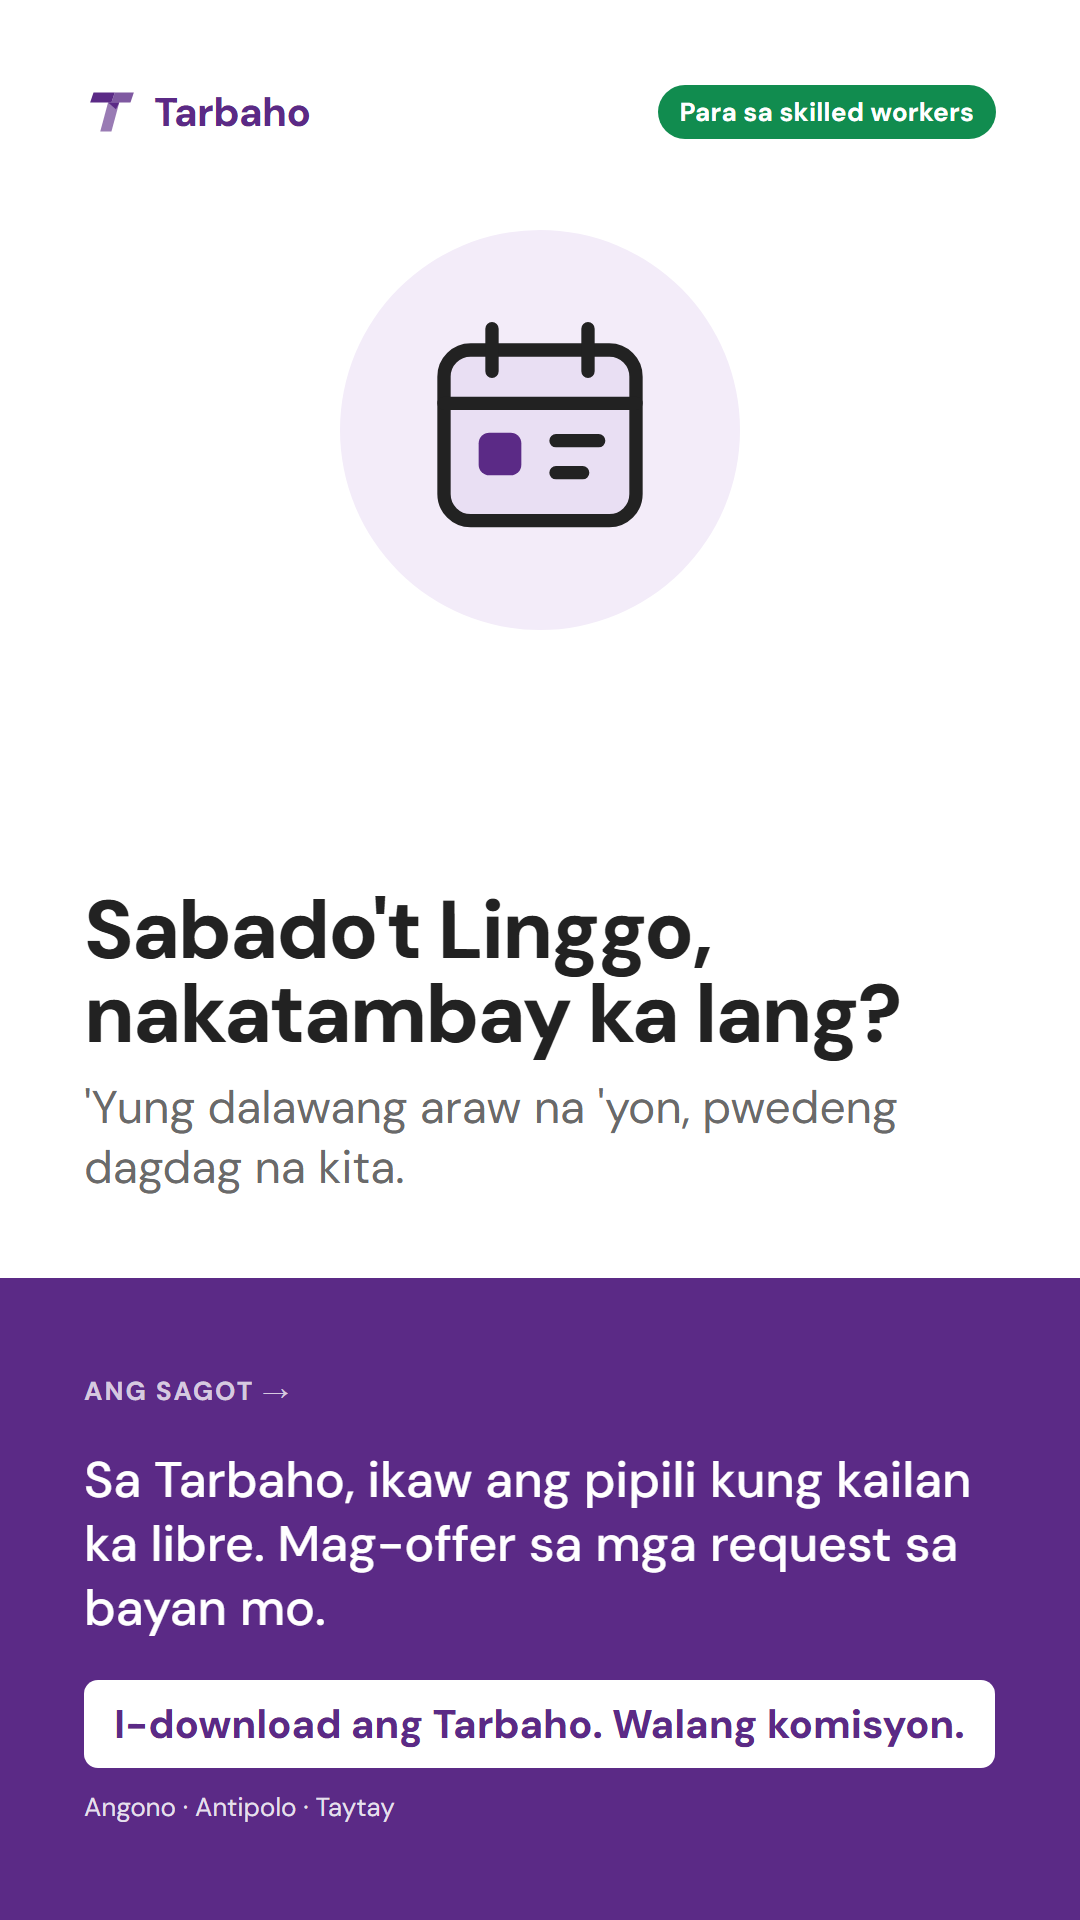 Tarbaho
Para sa skilled workers
Sabado't Linggo,
nakatambay ka lang?
'Yung dalawang araw na 'yon, pwedeng
dagdag na kita.
ANG SAGOT →
Sa Tarbaho, ikaw ang pipili kung kailan
ka libre. Mag-offer sa mga request sa
bayan mo.
I-download ang Tarbaho. Walang komisyon.
Angono · Antipolo · Taytay